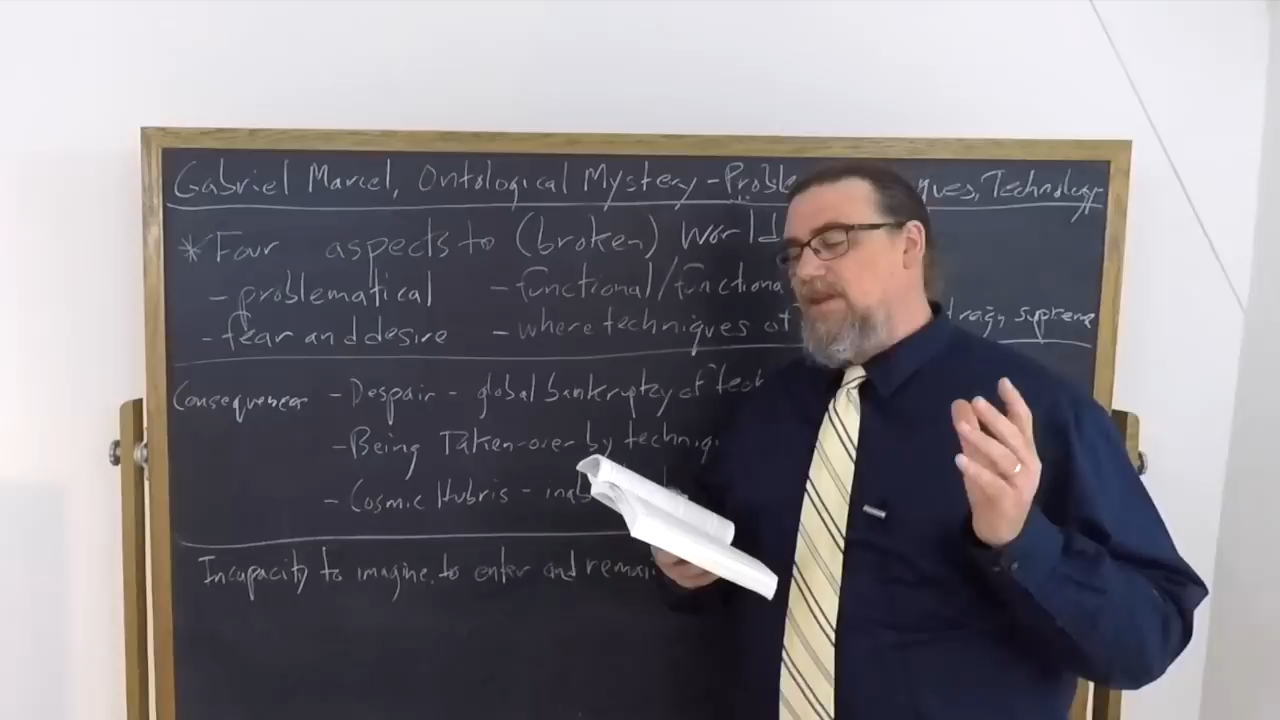 Gabriel Marcel, Ontological Mystery - Proble ques, Technology
* Four aspects to (broken) world
- problematical - functional/functiona
- fear and desire - where techniques of supreme
Consequences - Despair - global bankruptcy of tech
- Being Taken-over by techniq
- Cosmic Hubris - inab
Incapacity to imagine, to enter and remai